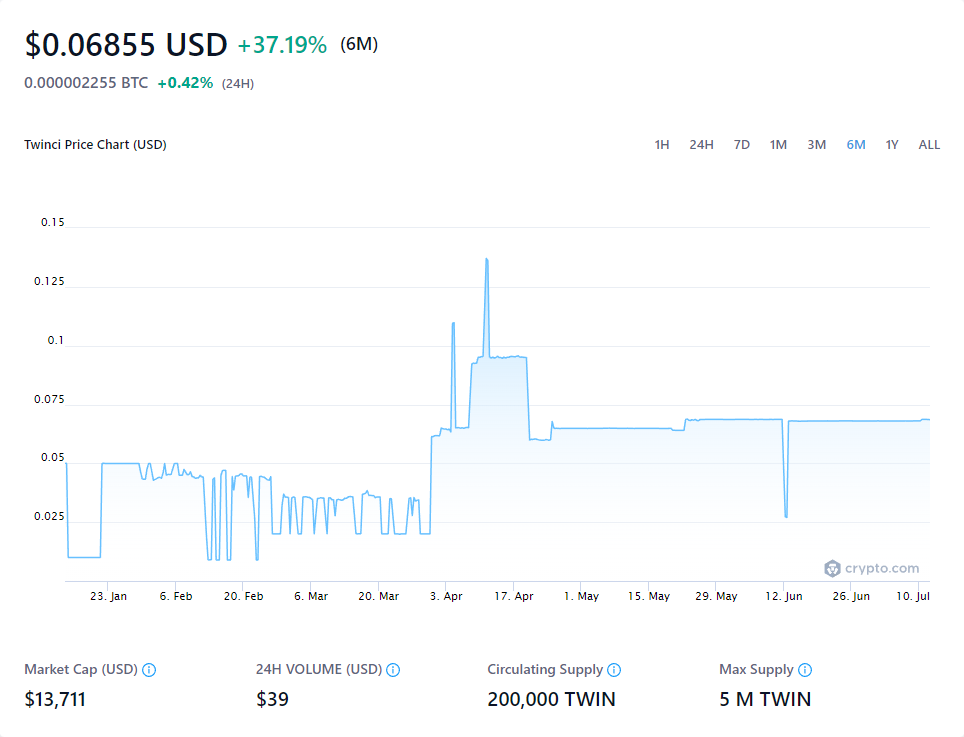 $0.06855 USD +37.19% (6M)
0.000002255 BTC +0.42% (24H)
Twinci Price Chart (USD) 1H 24H 7D 1M 3M 6M 1Y ALL
0.15
0.125
0.1
0.075
0.05
0.025
crypto.com
23. Jan 6. Feb 20. Feb 6. Mar 20. Mar 3. Apr 17. Apr 1. May 15. May 29. May 12. Jun 26. Jun 10. Jul
Market Cap (USD) 24H VOLUME (USD) Circulating Supply Max Supply
$13,711 $39 200,000 TWIN 5 M TWIN